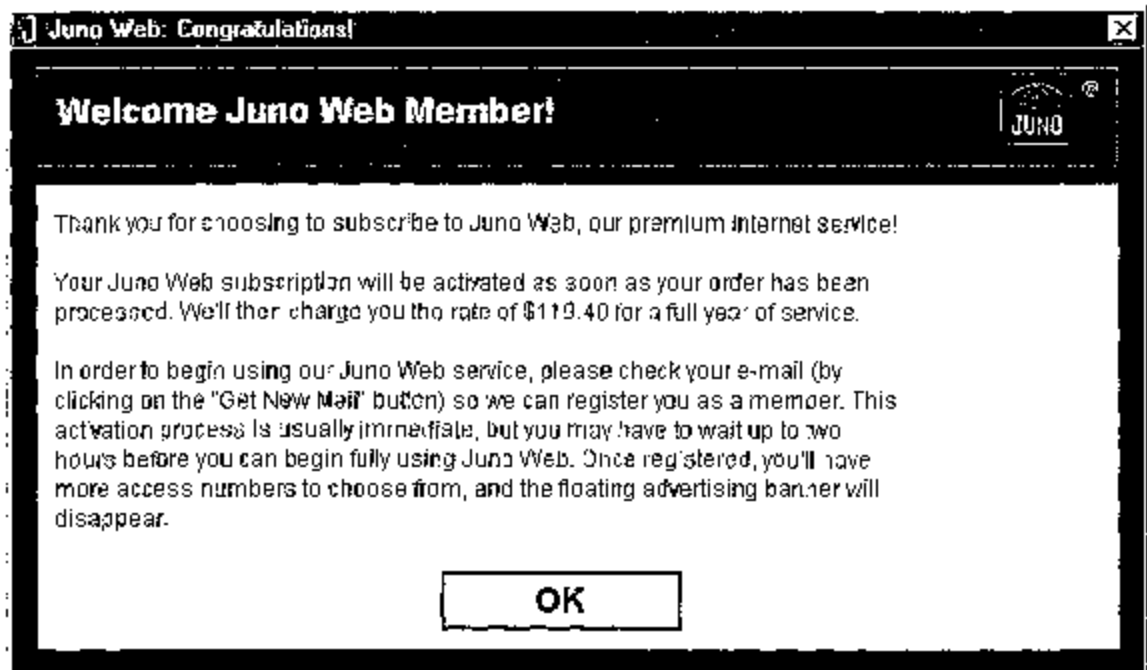 Juno Web: Congratulations!
Welcome Juno Web Member!
JUNO ®
Thank you for choosing to subscribe to Juno Web, our premium Internet service!
Your Juno Web subscription will be activated as soon as your order has been
processed. We'll then charge you the rate of $119.40 for a full year of service.
In order to begin using our Juno Web service, please check your e-mail (by
clicking on the "Get New Mail" button) so we can register you as a member. This
activation process is usually immediate, but you may have to wait up to two
hours before you can begin fully using Juno Web. Once registered, you'll have
more access numbers to choose from, and the floating advertising banner will
disappear.
OK